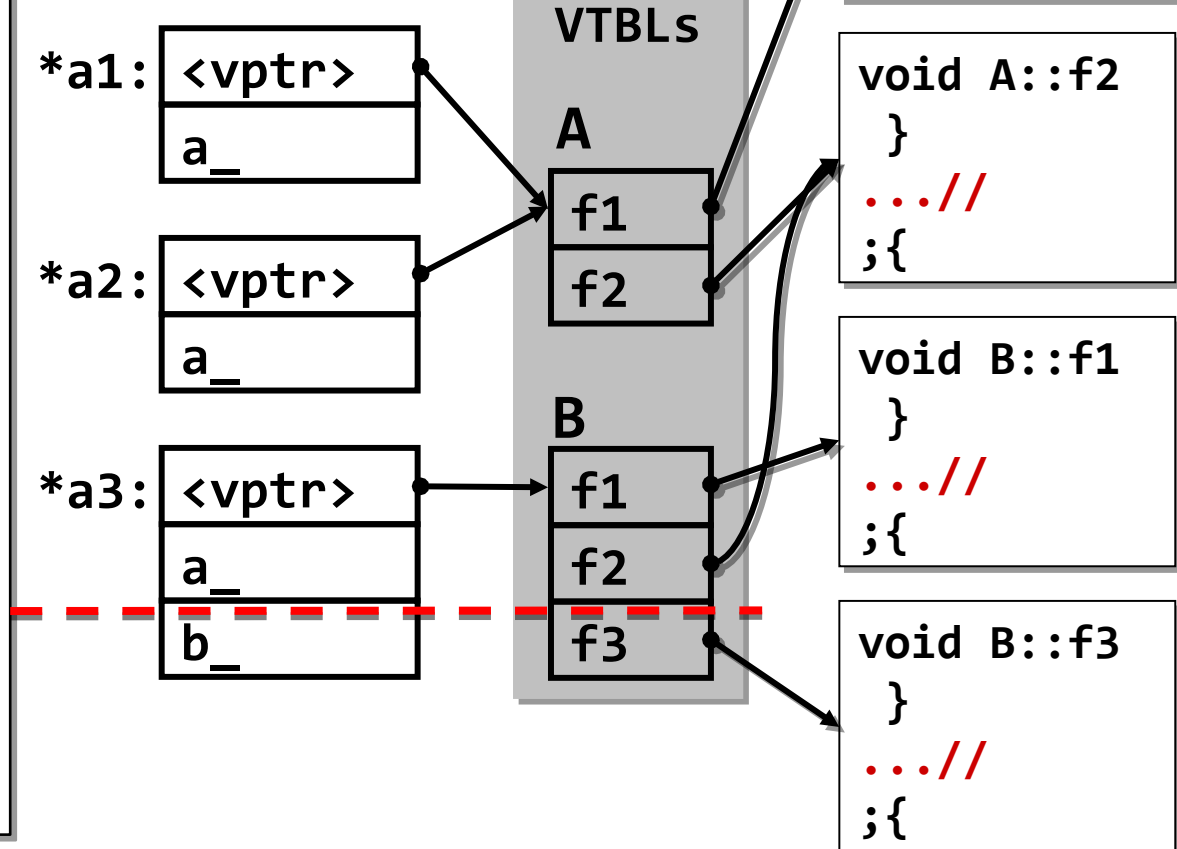 *a1:
<vptr>
a_
*a2:
<vptr>
a_
*a3:
<vptr>
a_
b_
VTBLs
A
f1
f2
B
f1
f2
f3
void A::f2
}
...//
;{
void B::f1
}
...//
;{
void B::f3
}
...//
;{